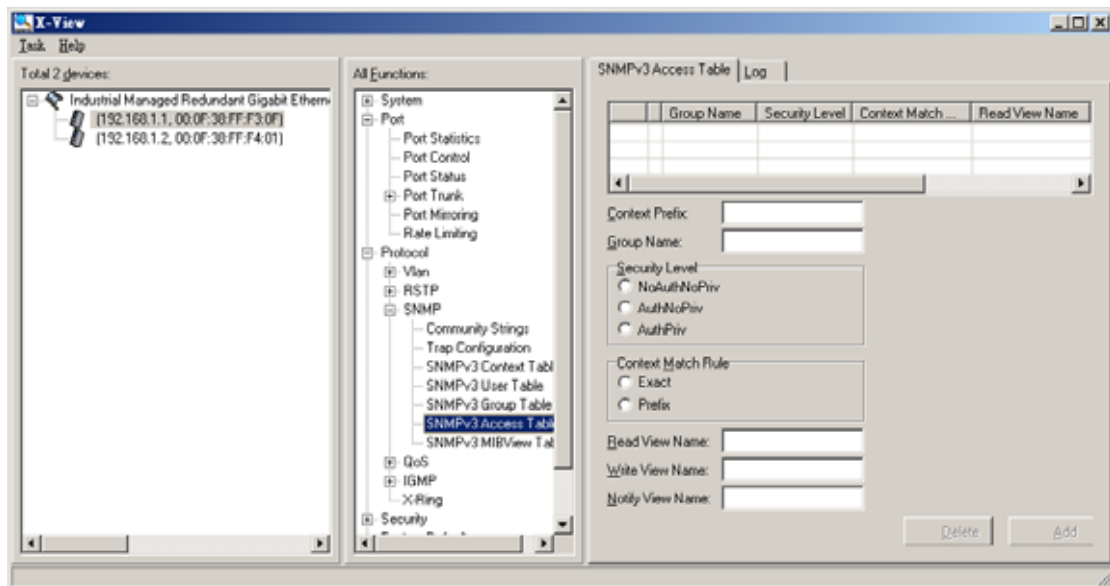 X-View
Task Help
Total 2 devices:
Industrial Managed Redundant Gigabit Ethern
(192.168.1.1, 00:0F:38:FF:F3:0F)
(192.168.1.2, 00:0F:38:FF:F4:01)
All Functions:
System
Port
Port Statistics
Port Control
Port Status
Port Trunk
Port Mirroring
Rate Limiting
Protocol
Vlan
RSTP
SNMP
Community Strings
Trap Configuration
SNMPv3 Context Tabl
SNMPv3 User Table
SNMPv3 Group Table
SNMPv3 Access Tabl
SNMPv3 MIBView Tal
QoS
IGMP
X-Ring
Security
SNMPv3 Access Table Log
Group Name Security Level Context Match ... Read View Name
Context Prefix:
Group Name:
Security Level
NoAuthNoPriv
AuthNoPriv
AuthPriv
Context Match Rule
Exact
Prefix
Read View Name:
Write View Name:
Notify View Name:
Delete Add